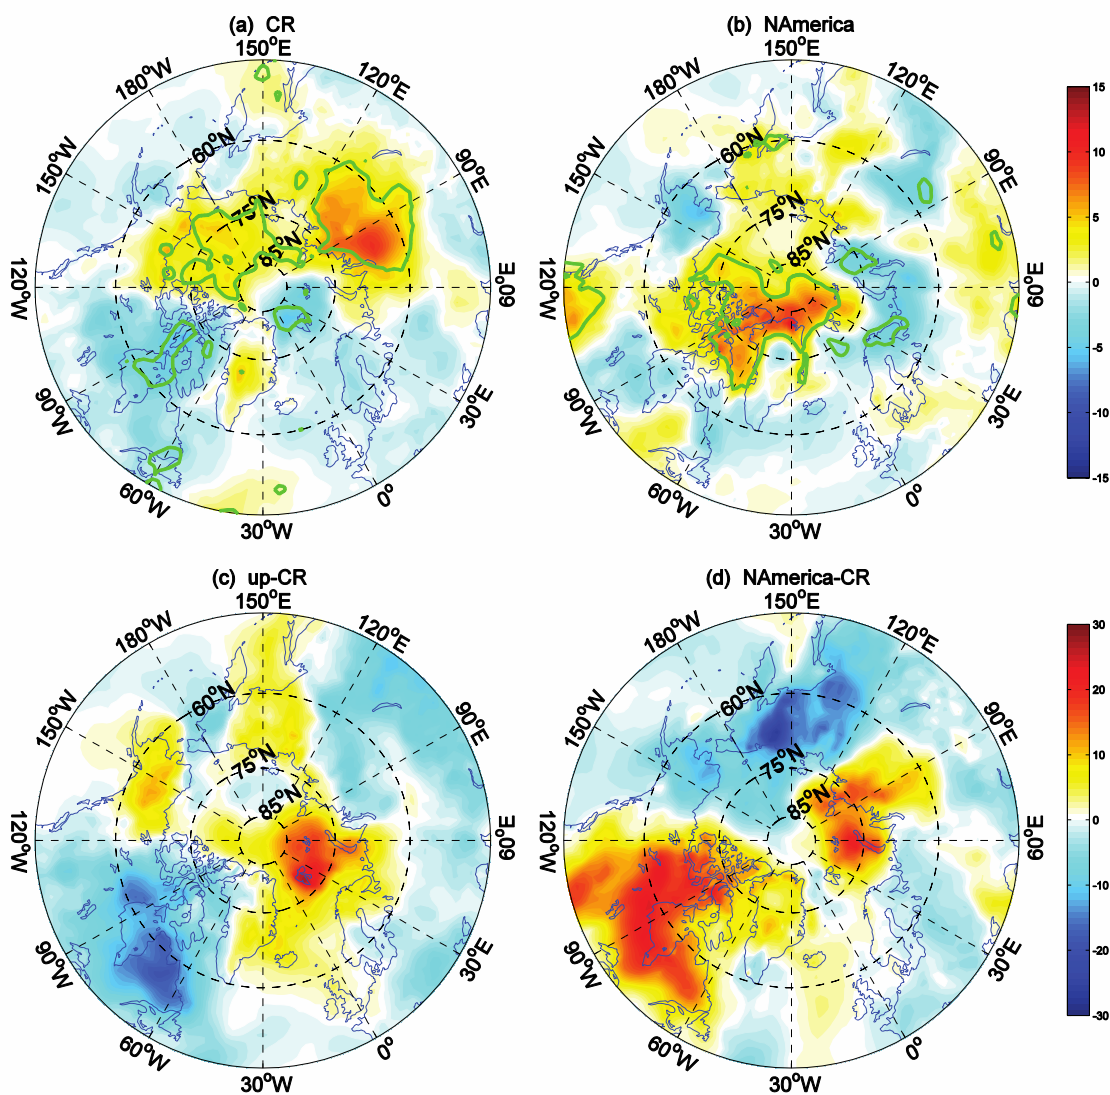 (a) CR
150°E
120°E
90°E
60°E
30°E
0°
30°W
60°W
90°W
120°W
150°W
180°W
60°N
75°N
85°N
(b) NAmerica
150°E
120°E
90°E
60°E
30°E
0°
30°W
60°W
90°W
120°W
150°W
180°W
60°N
75°N
85°N
15
10
5
0
-5
-10
-15
(c) up-CR
150°E
120°E
90°E
60°E
30°E
0°
30°W
60°W
90°W
120°W
150°W
180°W
60°N
75°N
85°N
(d) NAmerica-CR
150°E
120°E
90°E
60°E
30°E
0°
30°W
60°W
90°W
120°W
150°W
180°W
60°N
75°N
85°N
30
20
10
0
-10
-20
-30